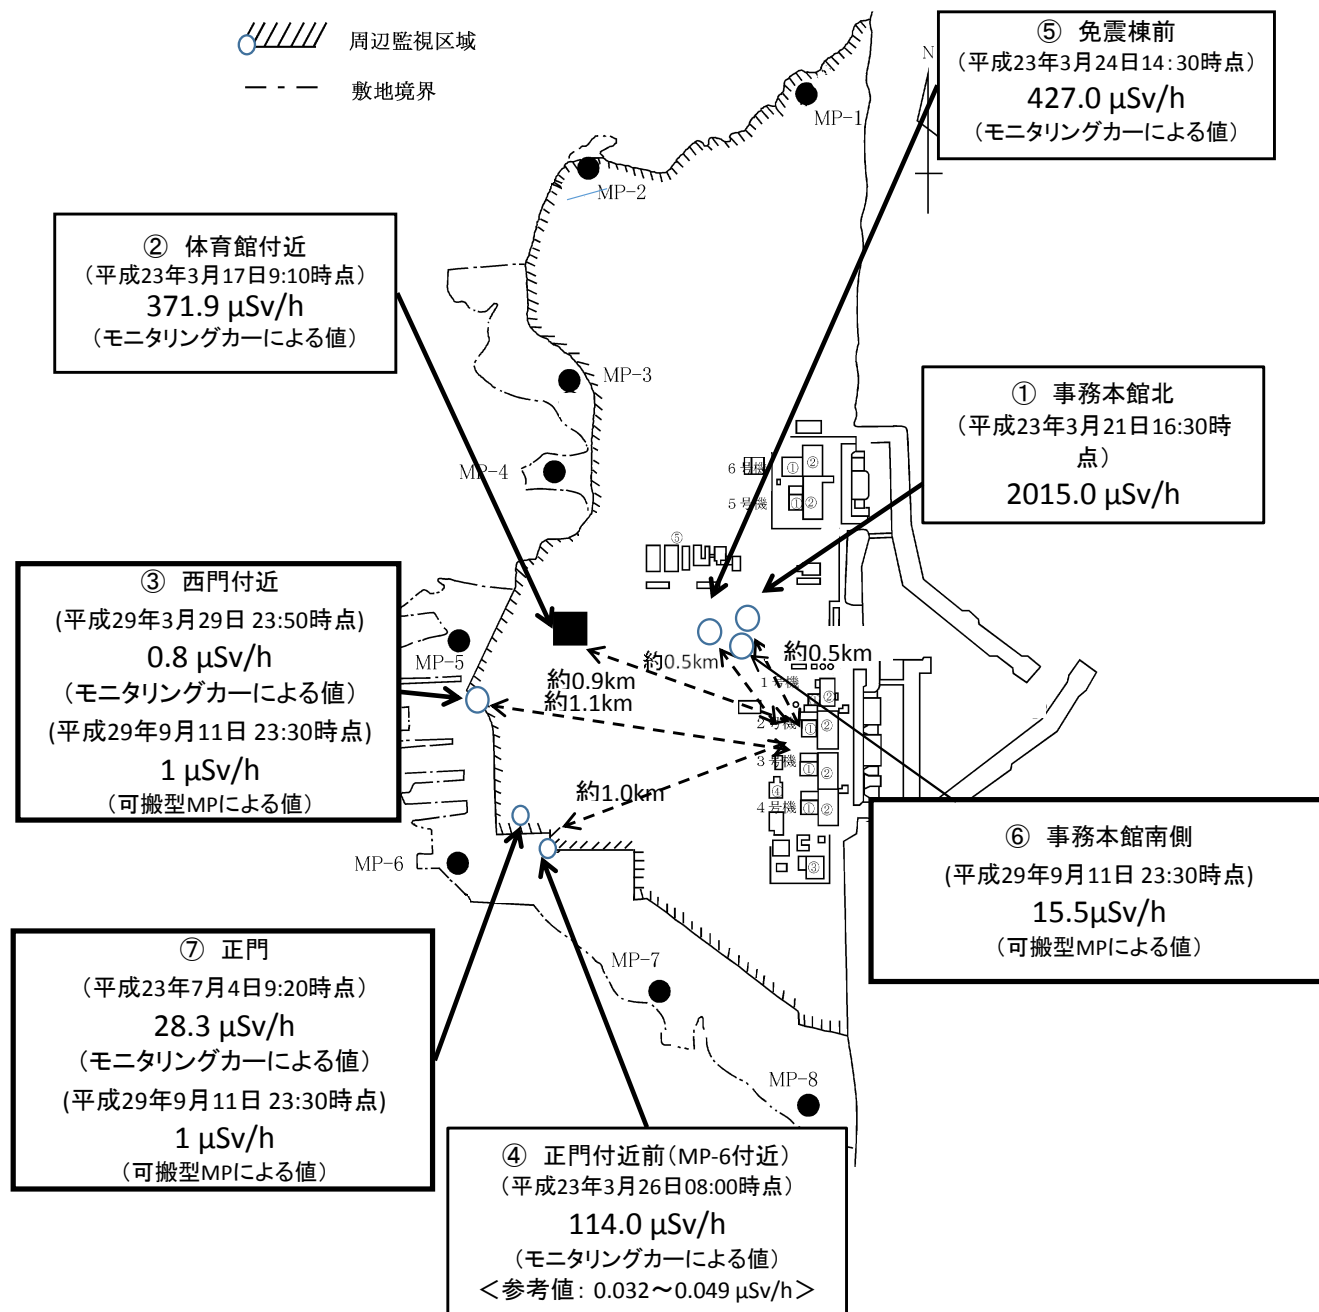 周辺監視区域
敷地境界
⑤ 免震棟前
(平成23年3月24日14:30時点)
427.0 μSv/h
(モニタリングカーによる値)
N
MP-1
MP-2
② 体育館付近
(平成23年3月17日9:10時点)
371.9 μSv/h
(モニタリングカーによる値)
MP-3
① 事務本館北
(平成23年3月21日16:30時
点)
2015.0 μSv/h
MP-4
6号機
① ②
5号機
① ②
⑤
③ 西門付近
(平成29年3月29日 23:50時点)
0.8 μSv/h
(モニタリングカーによる値)
(平成29年9月11日 23:30時点)
1 μSv/h
(可搬型MPによる値)
MP-5
約0.5km
約0.5km
約0.9km
約1.1km
1号機
②
2号機
① ②
3号機
① ②
④
約1.0km
4号機
① ②
③
MP-6
⑥ 事務本館南側
(平成29年9月11日 23:30時点)
15.5μSv/h
(可搬型MPによる値)
⑦ 正門
(平成23年7月4日9:20時点)
28.3 μSv/h
(モニタリングカーによる値)
(平成29年9月11日 23:30時点)
1 μSv/h
(可搬型MPによる値)
MP-7
MP-8
④ 正門付近前(MP-6付近)
(平成23年3月26日08:00時点)
114.0 μSv/h
(モニタリングカーによる値)
<参考値: 0.032~0.049 μSv/h>